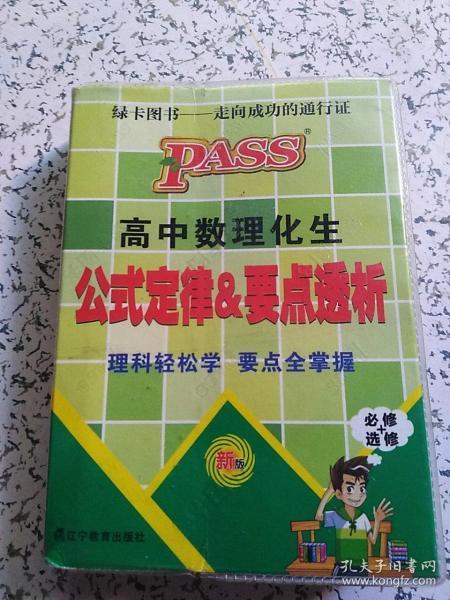 绿卡图书——走向成功的通行证
PASS®
高中数理化生
公式定律&要点透析
理科轻松学 要点全掌握
必修
+
选修
新版
辽宁教育出版社
孔夫子旧书网
www.kongfz.com